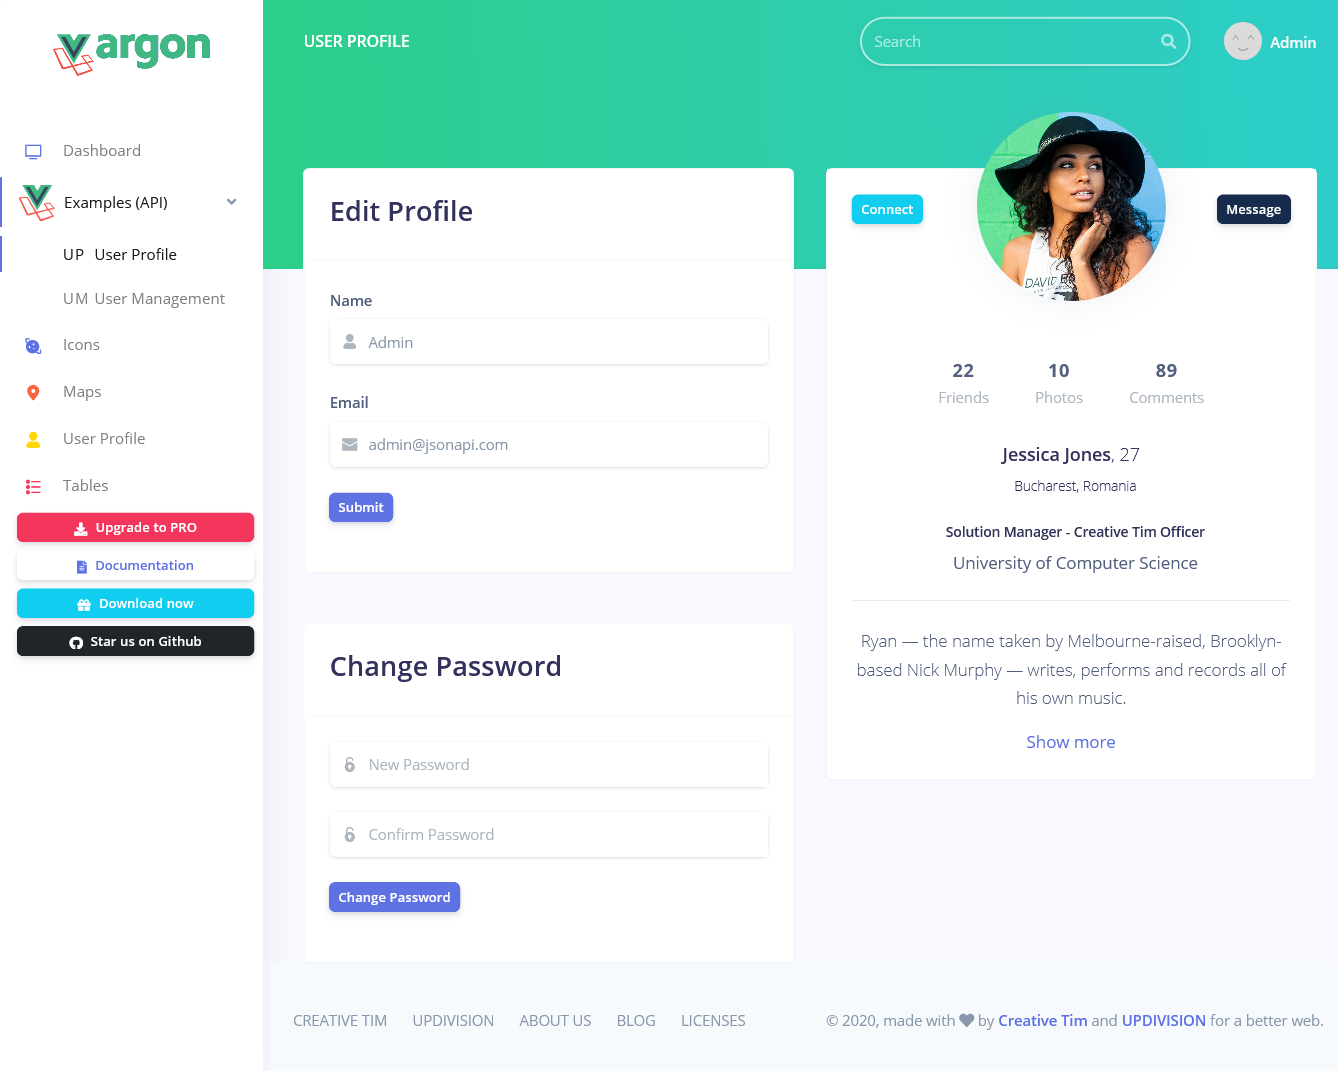 argon
USER PROFILE
Search
Admin
Dashboard
Examples (API)
UP User Profile
UM User Management
Icons
Maps
User Profile
Tables
Upgrade to PRO
Documentation
Download now
Star us on Github
Edit Profile
Name
Admin
Email
admin@jsonapi.com
Submit
Change Password
New Password
Confirm Password
Change Password
Connect
Message
DAVID BO
22 10 89
Friends Photos Comments
Jessica Jones, 27
Bucharest, Romania
Solution Manager - Creative Tim Officer
University of Computer Science
Ryan — the name taken by Melbourne-raised, Brooklyn-
based Nick Murphy — writes, performs and records all of
his own music.
Show more
CREATIVE TIM UPDIVISION ABOUT US BLOG LICENSES
© 2020, made with by Creative Tim and UPDIVISION for a better web.